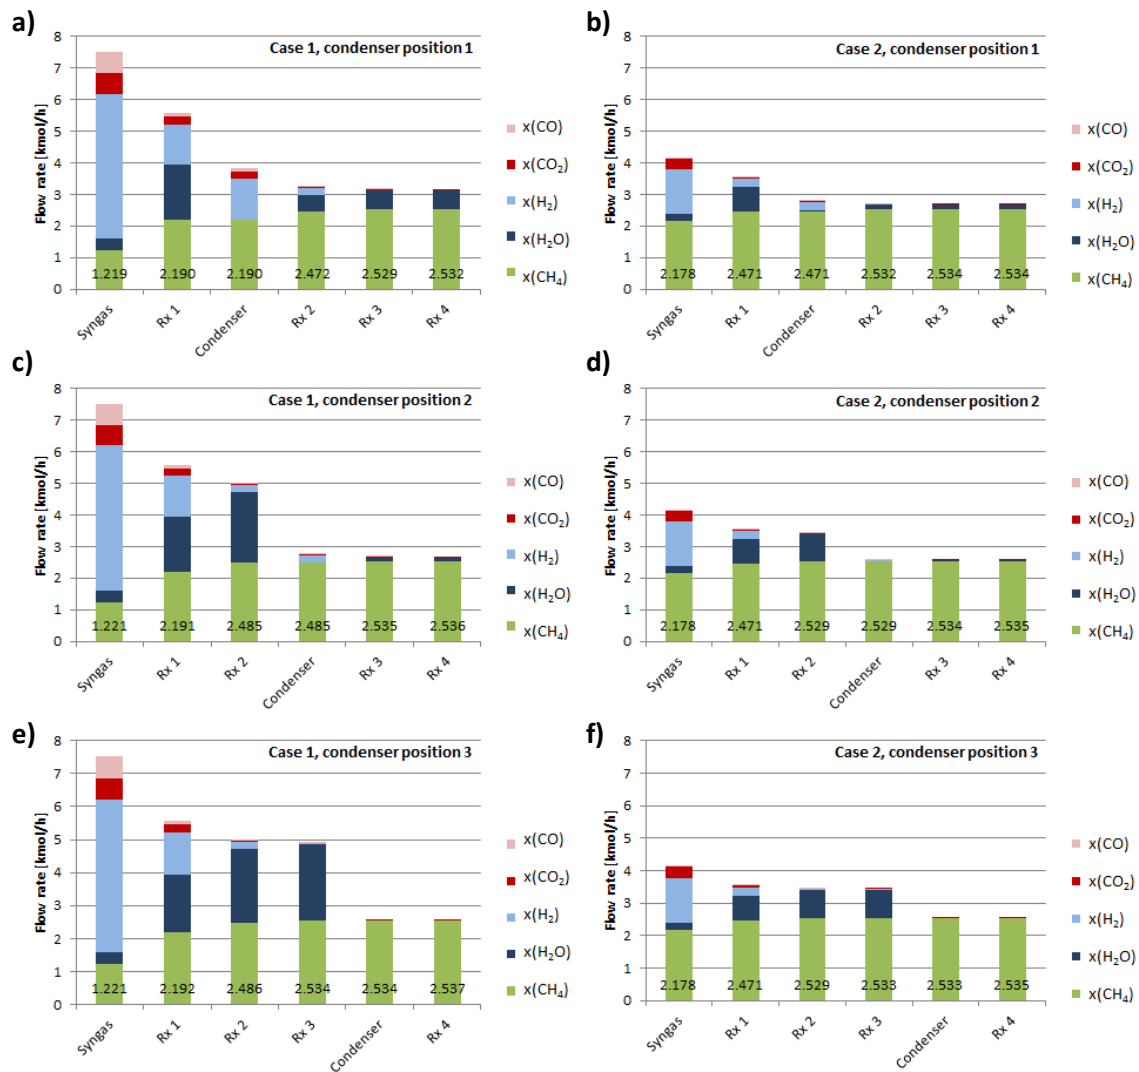 a)
Case 1, condenser position 1
Flow rate [kmol/h]
8
7
6
5
4
3
2
1
0
1.219
2.190
2.190
2.472
2.529
2.532
Syngas
Rx 1
Condenser
Rx 2
Rx 3
Rx 4
x(CO)
x(CO₂)
x(H₂)
x(H₂O)
x(CH₄)
b)
Case 2, condenser position 1
Flow rate [kmol/h]
8
7
6
5
4
3
2
1
0
2.178
2.471
2.471
2.532
2.534
2.534
Syngas
Rx 1
Condenser
Rx 2
Rx 3
Rx 4
x(CO)
x(CO₂)
x(H₂)
x(H₂O)
x(CH₄)
c)
Case 1, condenser position 2
Flow rate [kmol/h]
8
7
6
5
4
3
2
1
0
1.221
2.191
2.485
2.485
2.535
2.536
Syngas
Rx 1
Rx 2
Condenser
Rx 3
Rx 4
x(CO)
x(CO₂)
x(H₂)
x(H₂O)
x(CH₄)
d)
Case 2, condenser position 2
Flow rate [kmol/h]
8
7
6
5
4
3
2
1
0
2.178
2.471
2.529
2.529
2.534
2.535
Syngas
Rx 1
Rx 2
Condenser
Rx 3
Rx 4
x(CO)
x(CO₂)
x(H₂)
x(H₂O)
x(CH₄)
e)
Case 1, condenser position 3
Flow rate [kmol/h]
8
7
6
5
4
3
2
1
0
1.221
2.192
2.486
2.534
2.534
2.537
Syngas
Rx 1
Rx 2
Rx 3
Condenser
Rx 4
x(CO)
x(CO₂)
x(H₂)
x(H₂O)
x(CH₄)
f)
Case 2, condenser position 3
Flow rate [kmol/h]
8
7
6
5
4
3
2
1
0
2.178
2.471
2.529
2.533
2.533
2.535
Syngas
Rx 1
Rx 2
Rx 3
Condenser
Rx 4
x(CO)
x(CO₂)
x(H₂)
x(H₂O)
x(CH₄)